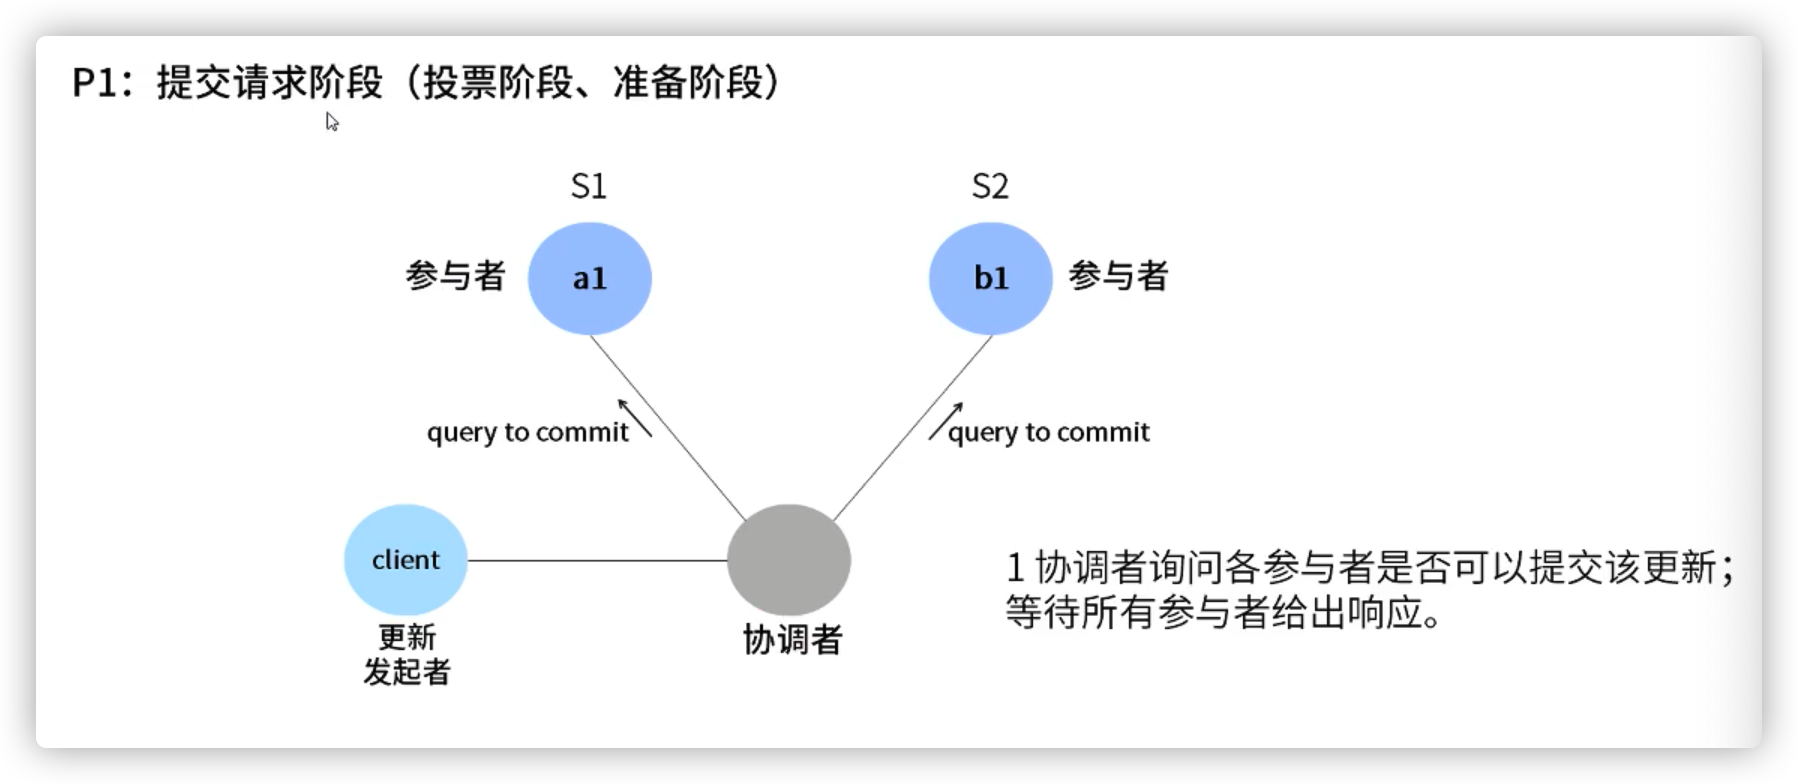 P1：提交请求阶段（投票阶段、准备阶段）
S1
S2
参与者
a1
b1
参与者
query to commit
query to commit
client
更新
发起者
协调者
1 协调者询问各参与者是否可以提交该更新；
等待所有参与者给出响应。